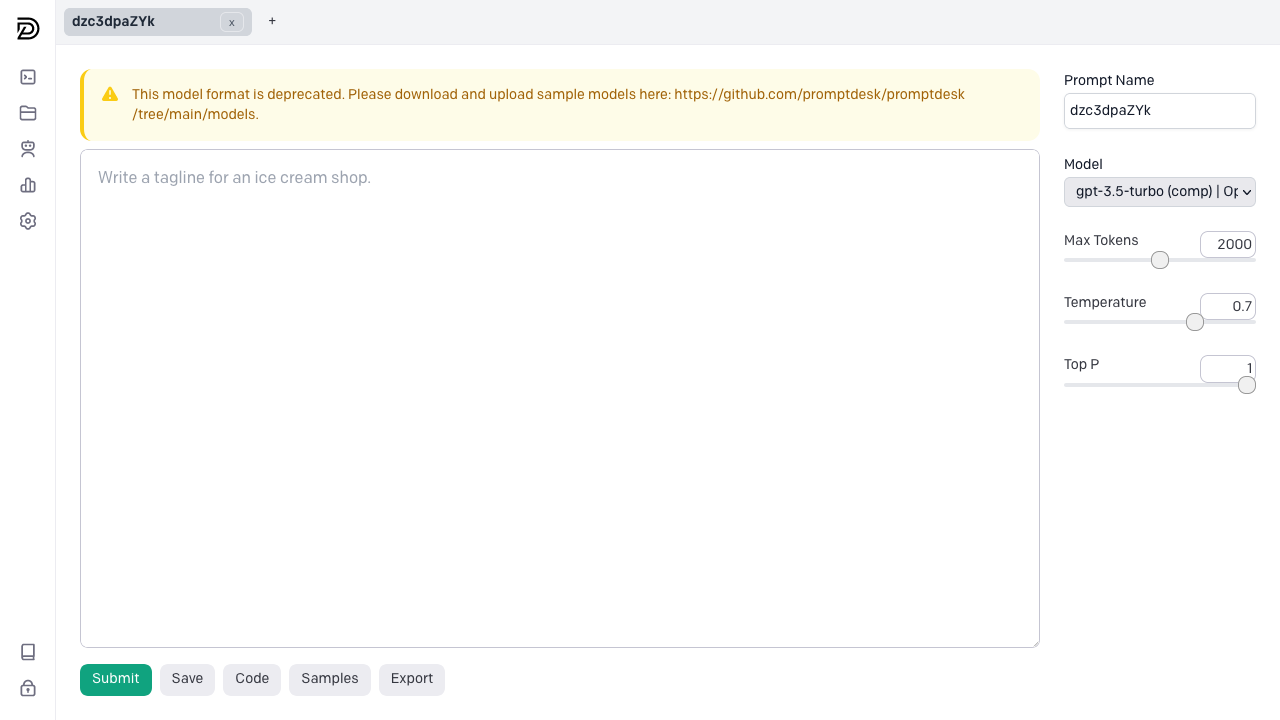 dzc3dpaZYk x +
This model format is deprecated. Please download and upload sample models here: https://github.com/promptdesk/promptdesk
/tree/main/models.
Write a tagline for an ice cream shop.
Prompt Name
dzc3dpaZYk
Model
gpt-3.5-turbo (comp) | Op
Max Tokens 2000
Temperature 0.7
Top P 1
Submit Save Code Samples Export